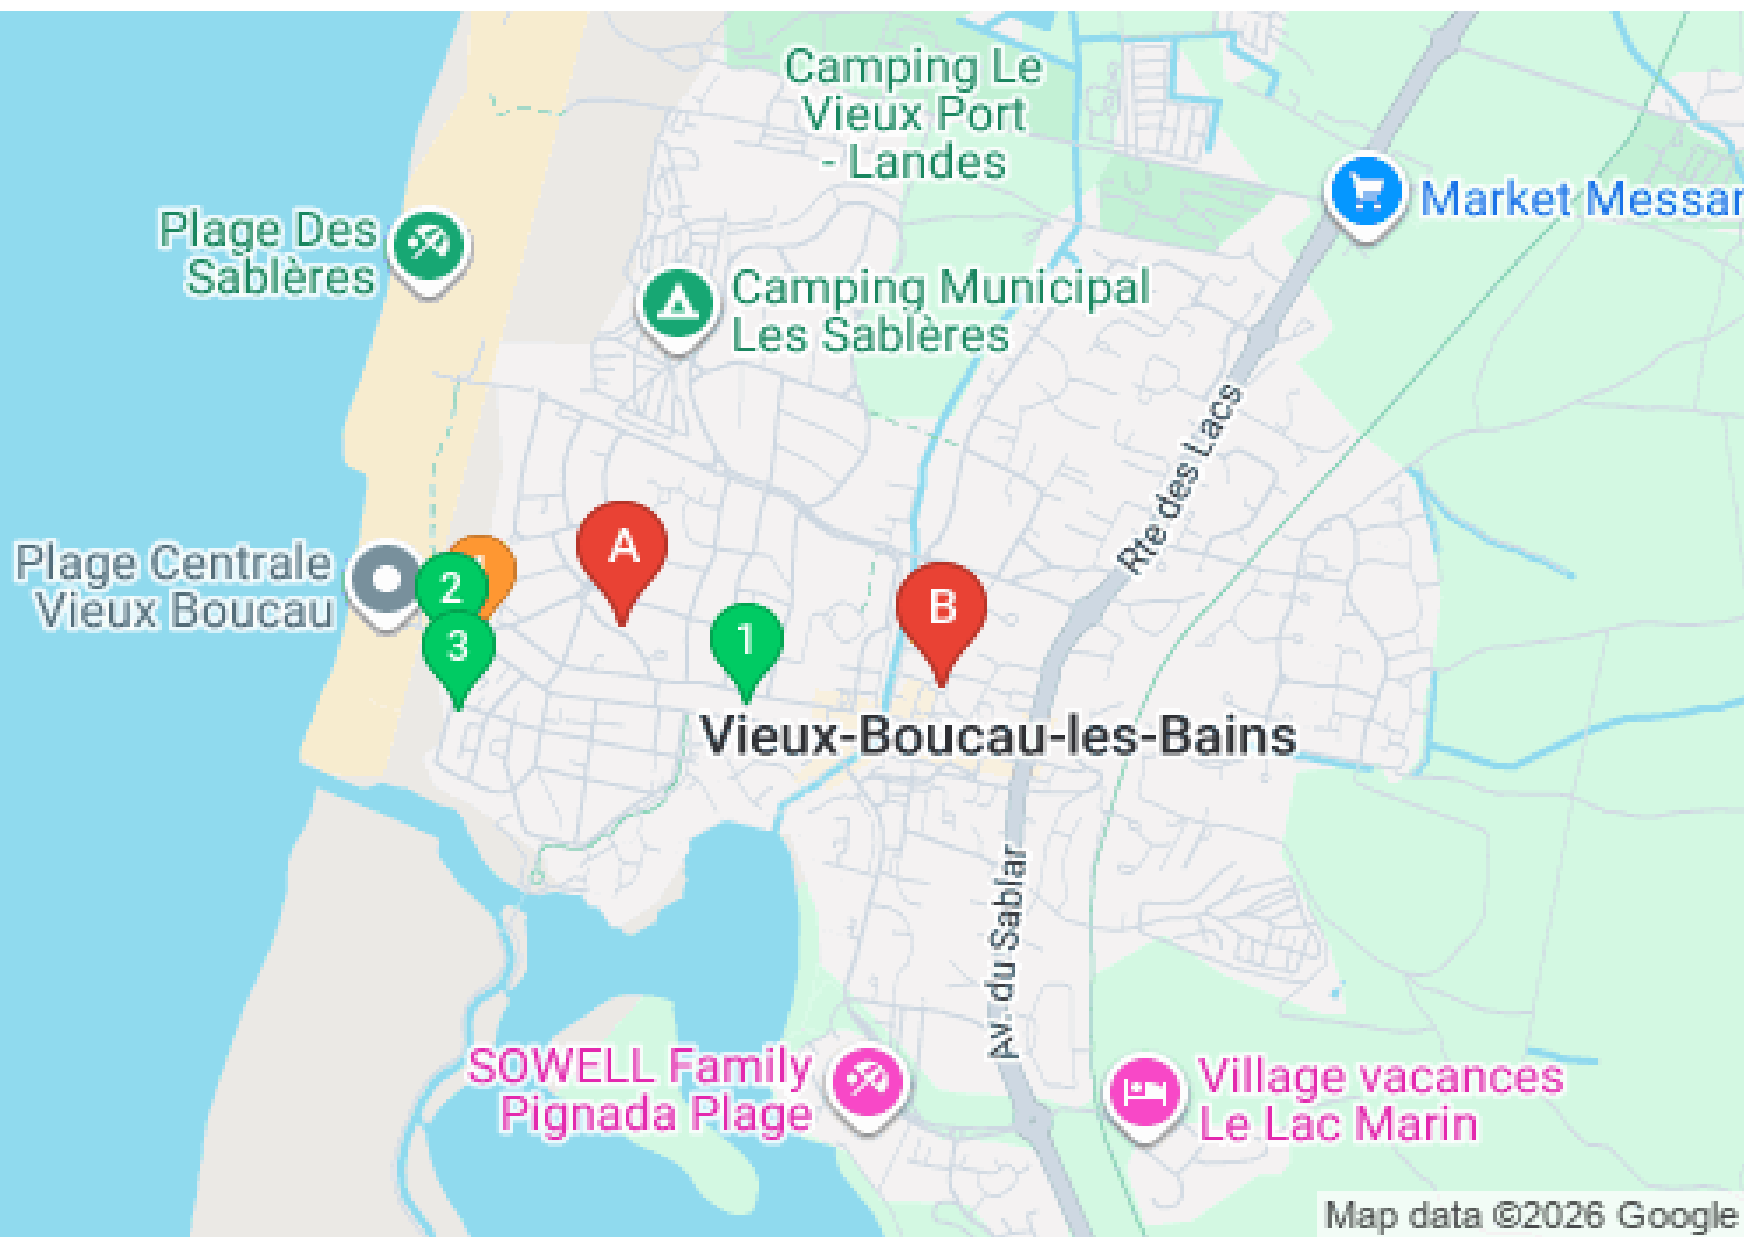 Camping Le
Vieux Port
- Landes
Market Messan
Plage Des
Sablères
Camping Municipal
Les Sablères
Rte des Lacs
A
Plage Centrale
Vieux Boucau
2
1
B
3
1
Vieux-Boucau-les-Bains
Av. du Sablar
SOWELL Family
Pignada Plage
Village vacances
Le Lac Marin
Map data ©2026 Google